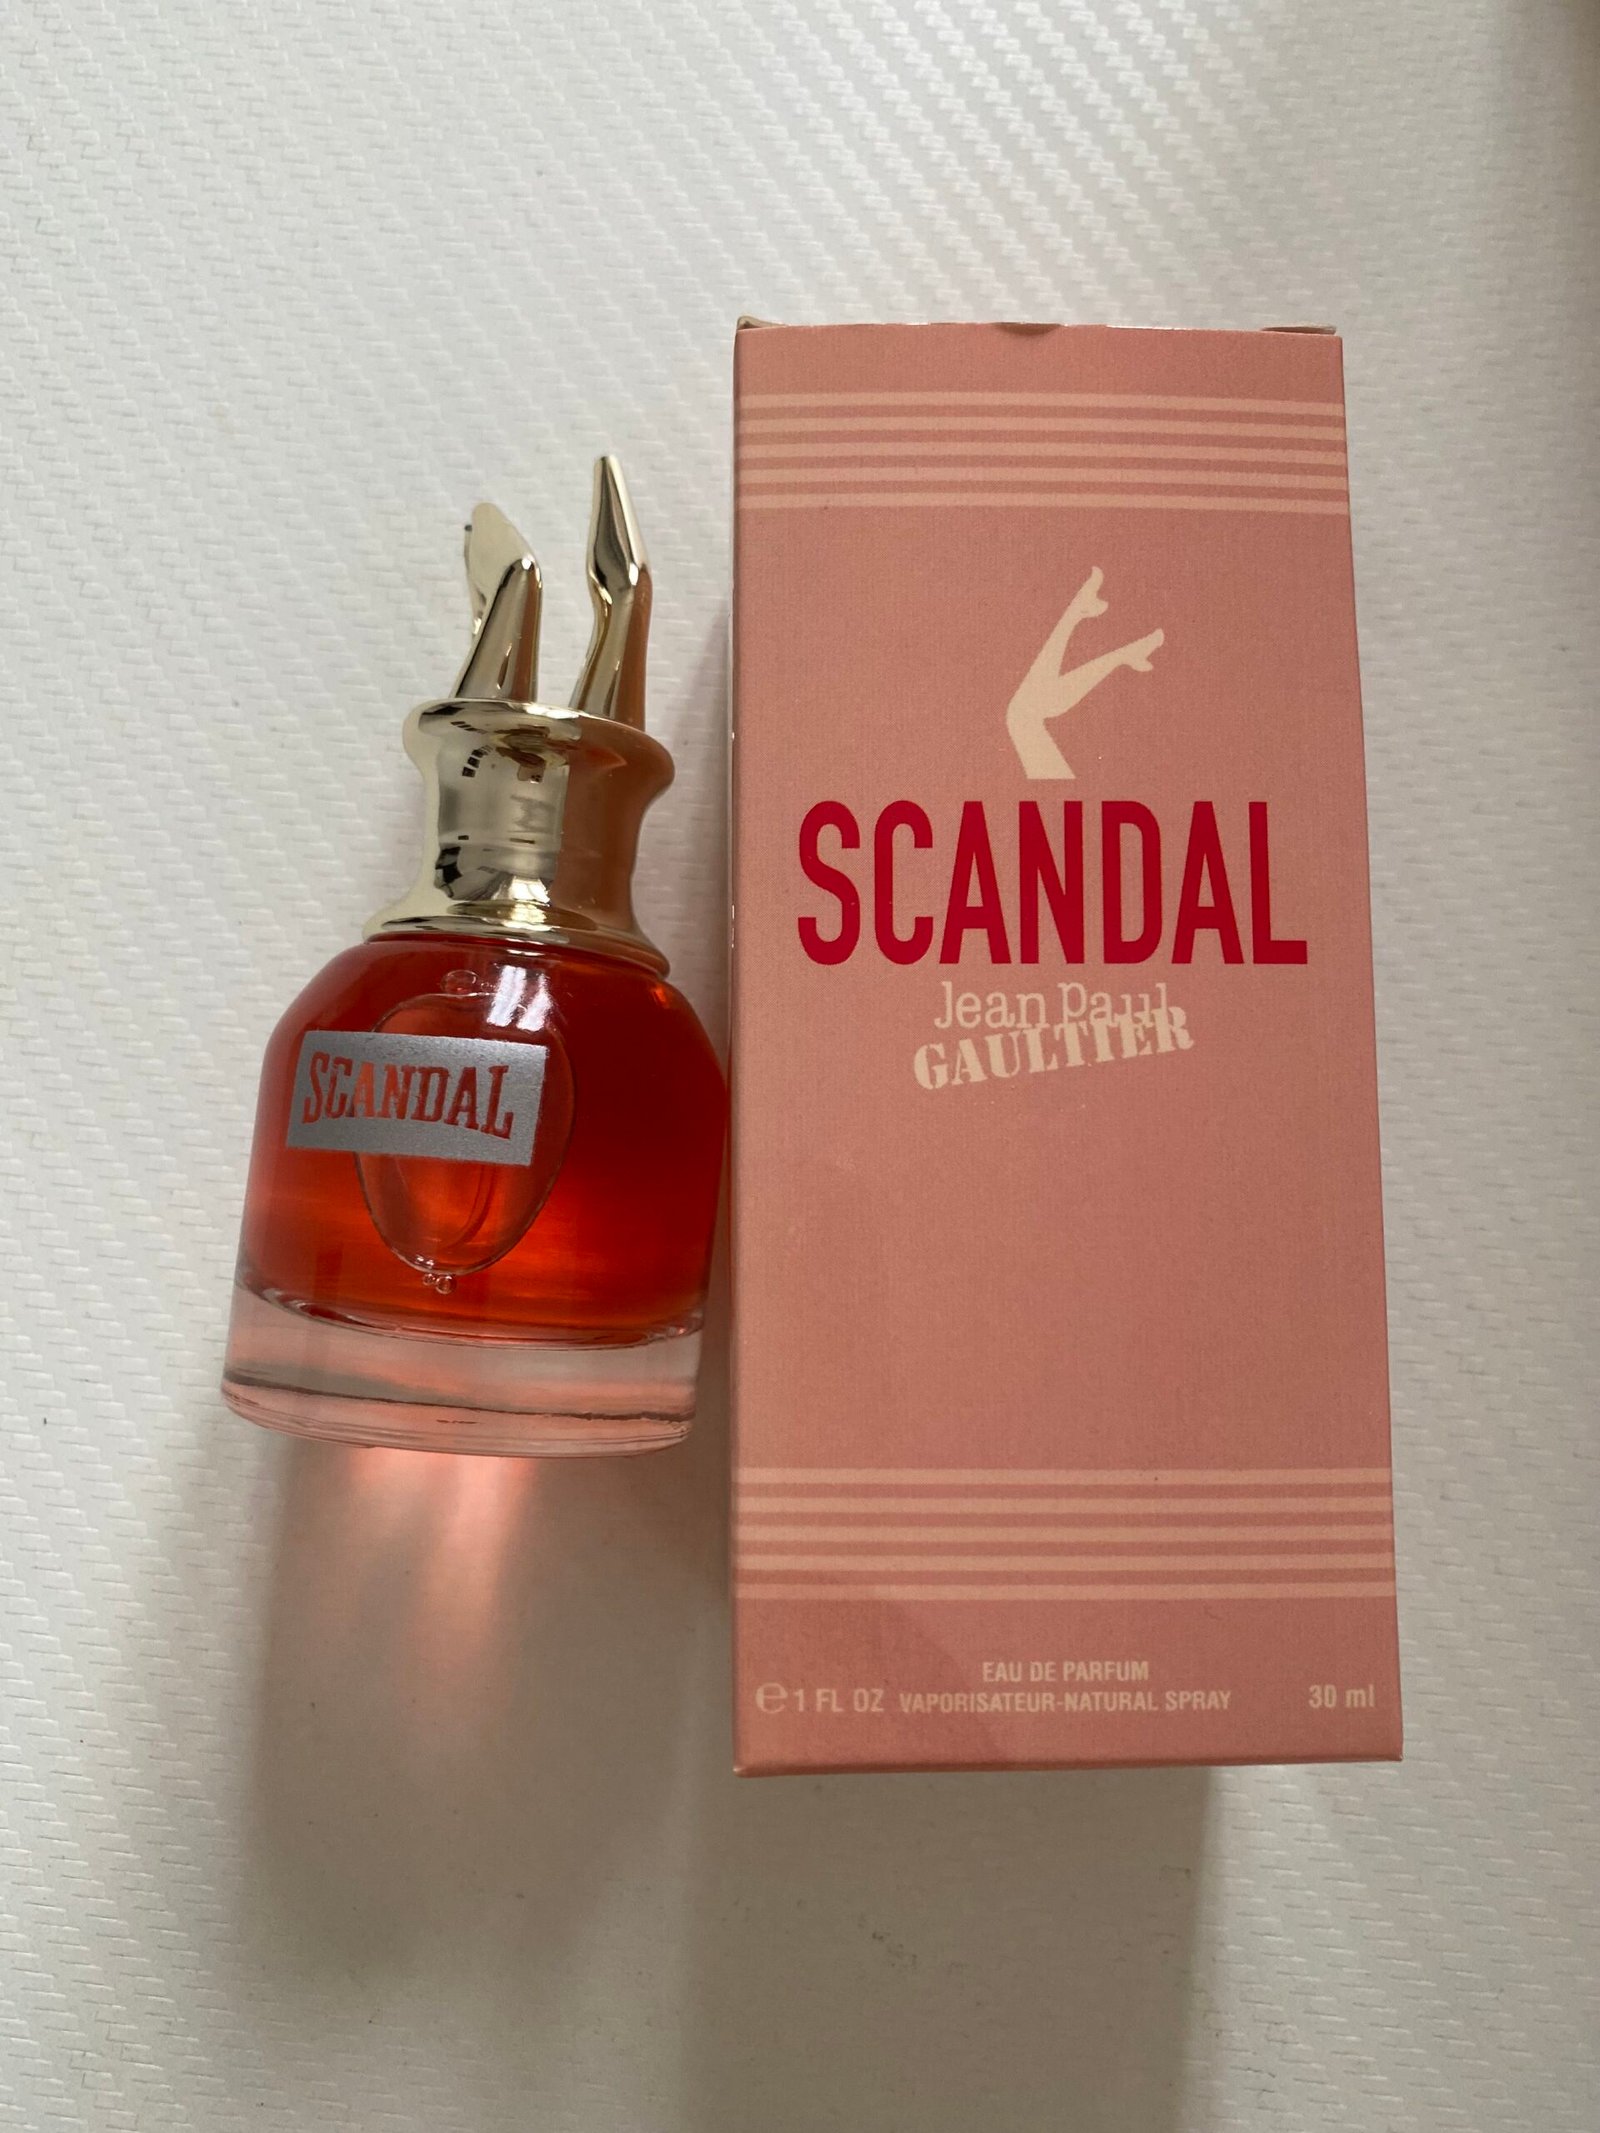 SCANDAL
SCANDAL
Jean Paul
GAULTIER
EAU DE PARFUM
℮ 1 FL OZ VAPORISATEUR-NATURAL SPRAY 30 ml